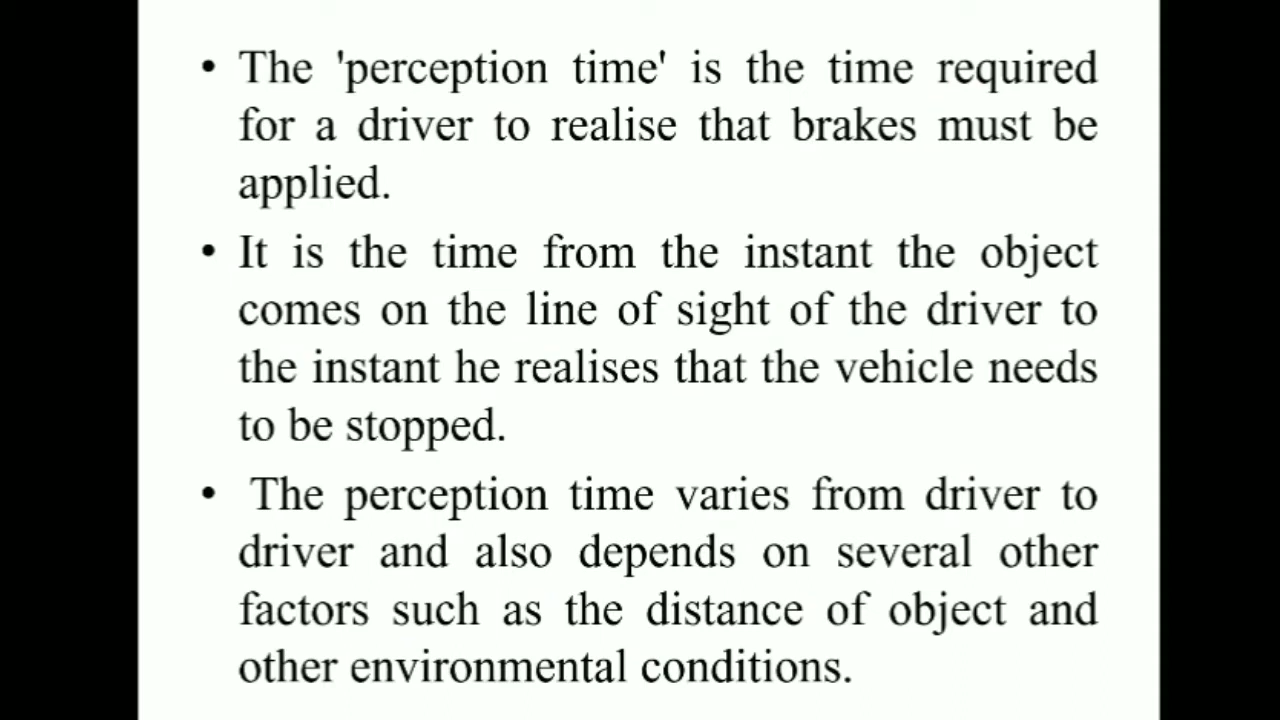 • The 'perception time' is the time required
for a driver to realise that brakes must be
applied.
• It is the time from the instant the object
comes on the line of sight of the driver to
the instant he realises that the vehicle needs
to be stopped.
• The perception time varies from driver to
driver and also depends on several other
factors such as the distance of object and
other environmental conditions.